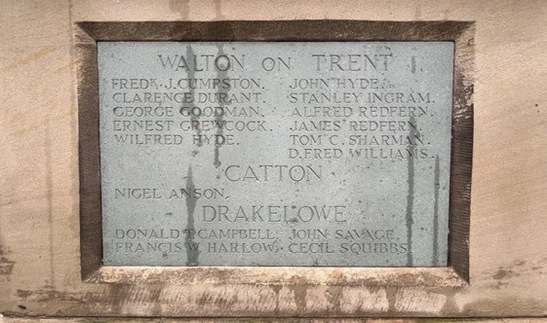 WALTON ON TRENT
FREDK. J. CUMPSTON. JOHN HYDE.
CLARENCE DURANT. STANLEY INGRAM.
GEORGE GOODMAN. ALFRED REDFERN.
ERNEST GREWCOCK. JAMES REDFERN.
WILFRED HYDE. TOM C. SHARMAN.
D. FRED WILLIAMS.
CATTON
NIGEL ANSON.
DRAKELOWE
DONALD P. CAMPBELL. JOHN SAVAGE.
FRANCIS W. HARLOW. CECIL SQUIBBS.